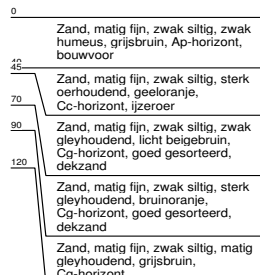 0
Zand, matig fijn, zwak siltig, zwak
humeus, grijsbruin, Ap-horizont,
bouwvoor
40
45
Zand, matig fijn, zwak siltig, sterk
oerhoudend, geeloranje,
Cc-horizont, ijzeroer
70
Zand, matig fijn, zwak siltig, zwak
gleyhoudend, licht beigebruin,
Cg-horizont, goed gesorteerd,
dekzand
90
Zand, matig fijn, zwak siltig, sterk
gleyhoudend, bruinoranje,
Cg-horizont, goed gesorteerd,
dekzand
120
Zand, matig fijn, zwak siltig, matig
gleyhoudend, grijsbruin,
Cg-horizont